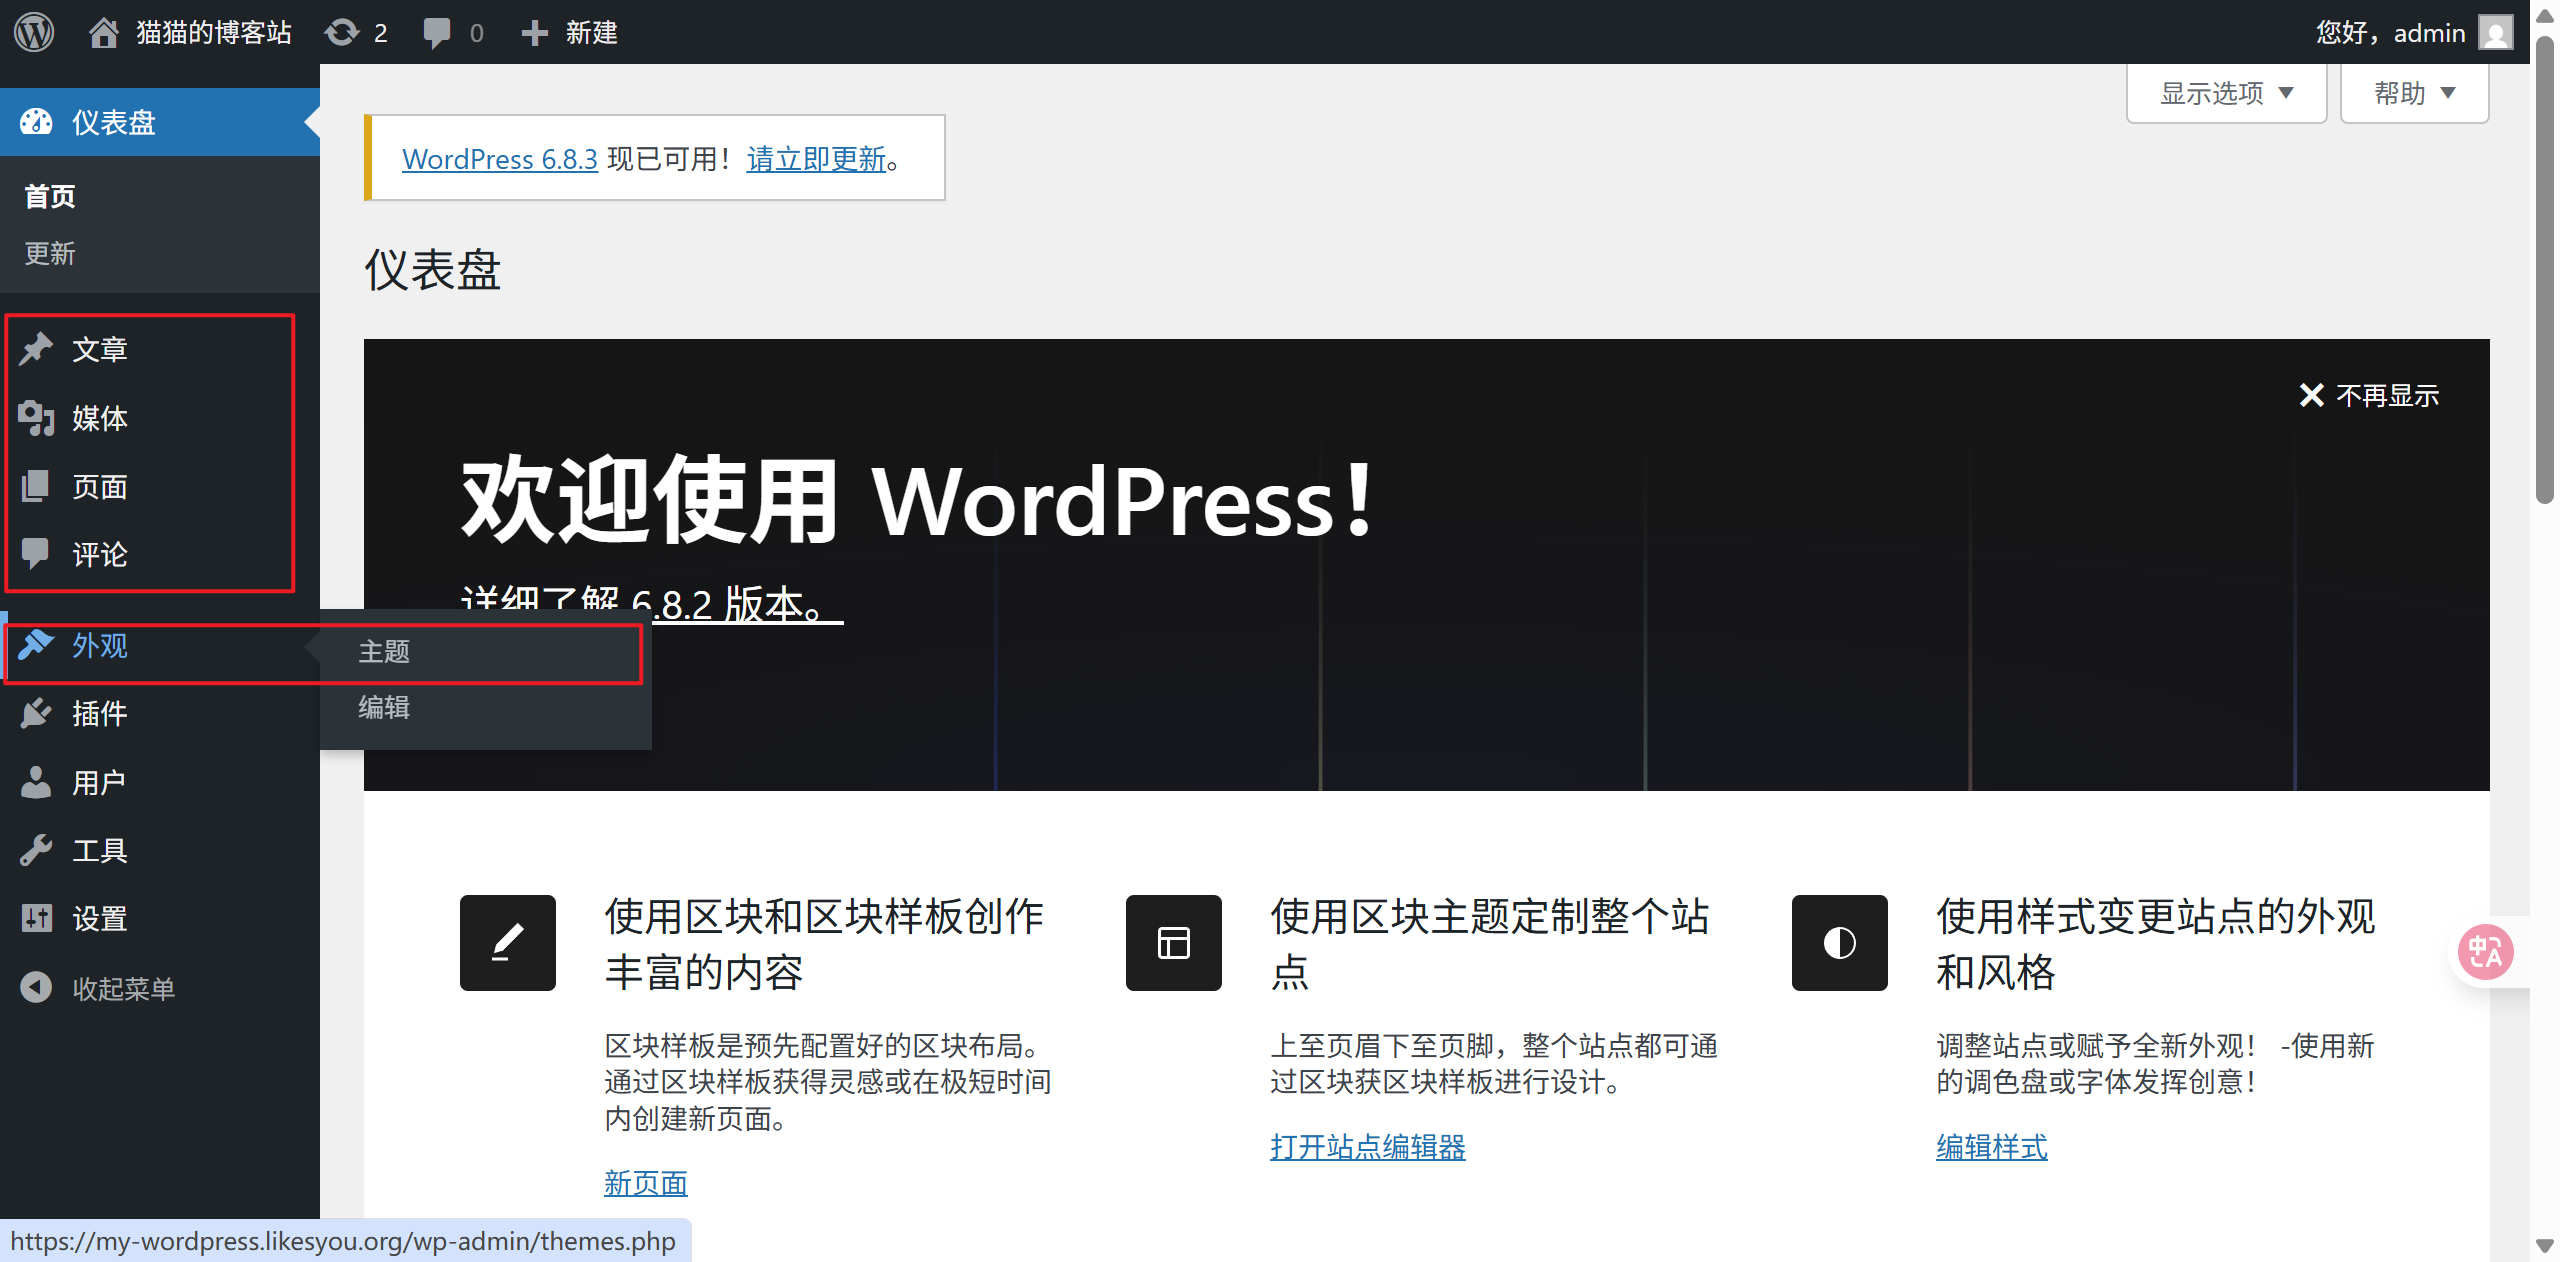 猫猫的博客站
2
0
新建
您好，admin
显示选项
帮助
仪表盘
首页
更新
文章
媒体
页面
评论
外观
主题
编辑
插件
用户
工具
设置
收起菜单
WordPress 6.8.3 现已可用！请立即更新。
仪表盘
不再显示
欢迎使用 WordPress！
详细了解 6.8.2 版本。
使用区块和区块样板创作
丰富的内容
区块样板是预先配置好的区块布局。
通过区块样板获得灵感或在极短时间
内创建新页面。
新页面
使用区块主题定制整个站
点
上至页眉下至页脚，整个站点都可通
过区块获区块样板进行设计。
打开站点编辑器
使用样式变更站点的外观
和风格
调整站点或赋予全新外观！ -使用新
的调色盘或字体发挥创意！
编辑样式
中A
https://my-wordpress.likesyou.org/wp-admin/themes.php